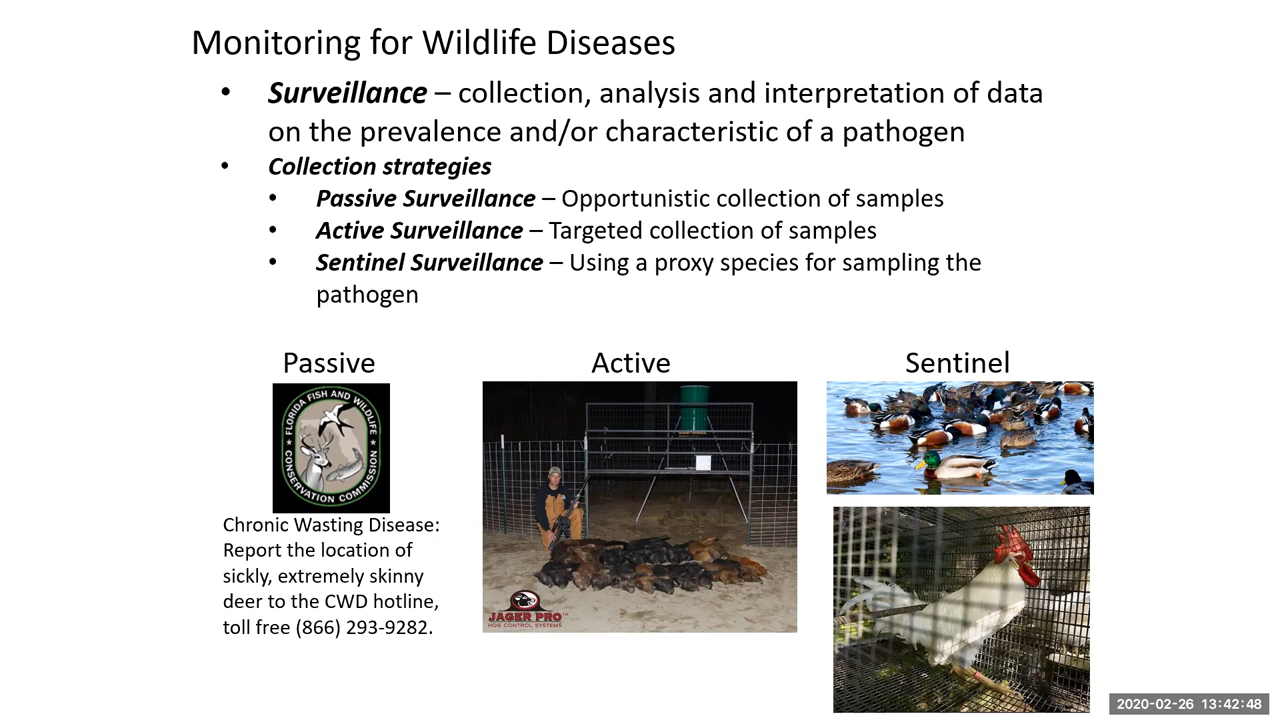 Monitoring for Wildlife Diseases
• Surveillance – collection, analysis and interpretation of data
on the prevalence and/or characteristic of a pathogen
• Collection strategies
• Passive Surveillance – Opportunistic collection of samples
• Active Surveillance – Targeted collection of samples
• Sentinel Surveillance – Using a proxy species for sampling the
pathogen
Passive
Active
Sentinel
FLORIDA FISH AND WILDLIFE
CONSERVATION COMMISSION
Chronic Wasting Disease:
Report the location of
sickly, extremely skinny
deer to the CWD hotline,
toll free (866) 293-9282.
JAGER PRO™
HOG CONTROL SYSTEMS
2020-02-26 13:42:48